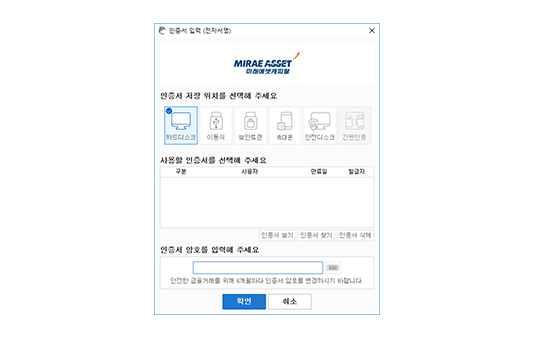 인증서 입력 (전자서명)
MIRAE ASSET
미래에셋캐피탈
인증서 저장 위치를 선택해 주세요
하드디스크 이동식 보안토큰 휴대폰 안전디스크 간편인증
사용할 인증서를 선택해 주세요
구분 사용자 만료일 발급자
인증서 보기 인증서 찾기 인증서 삭제
인증서 암호를 입력해 주세요
안전한 금융거래를 위해 6개월마다 인증서 암호를 변경하시기 바랍니다.
확인 취소